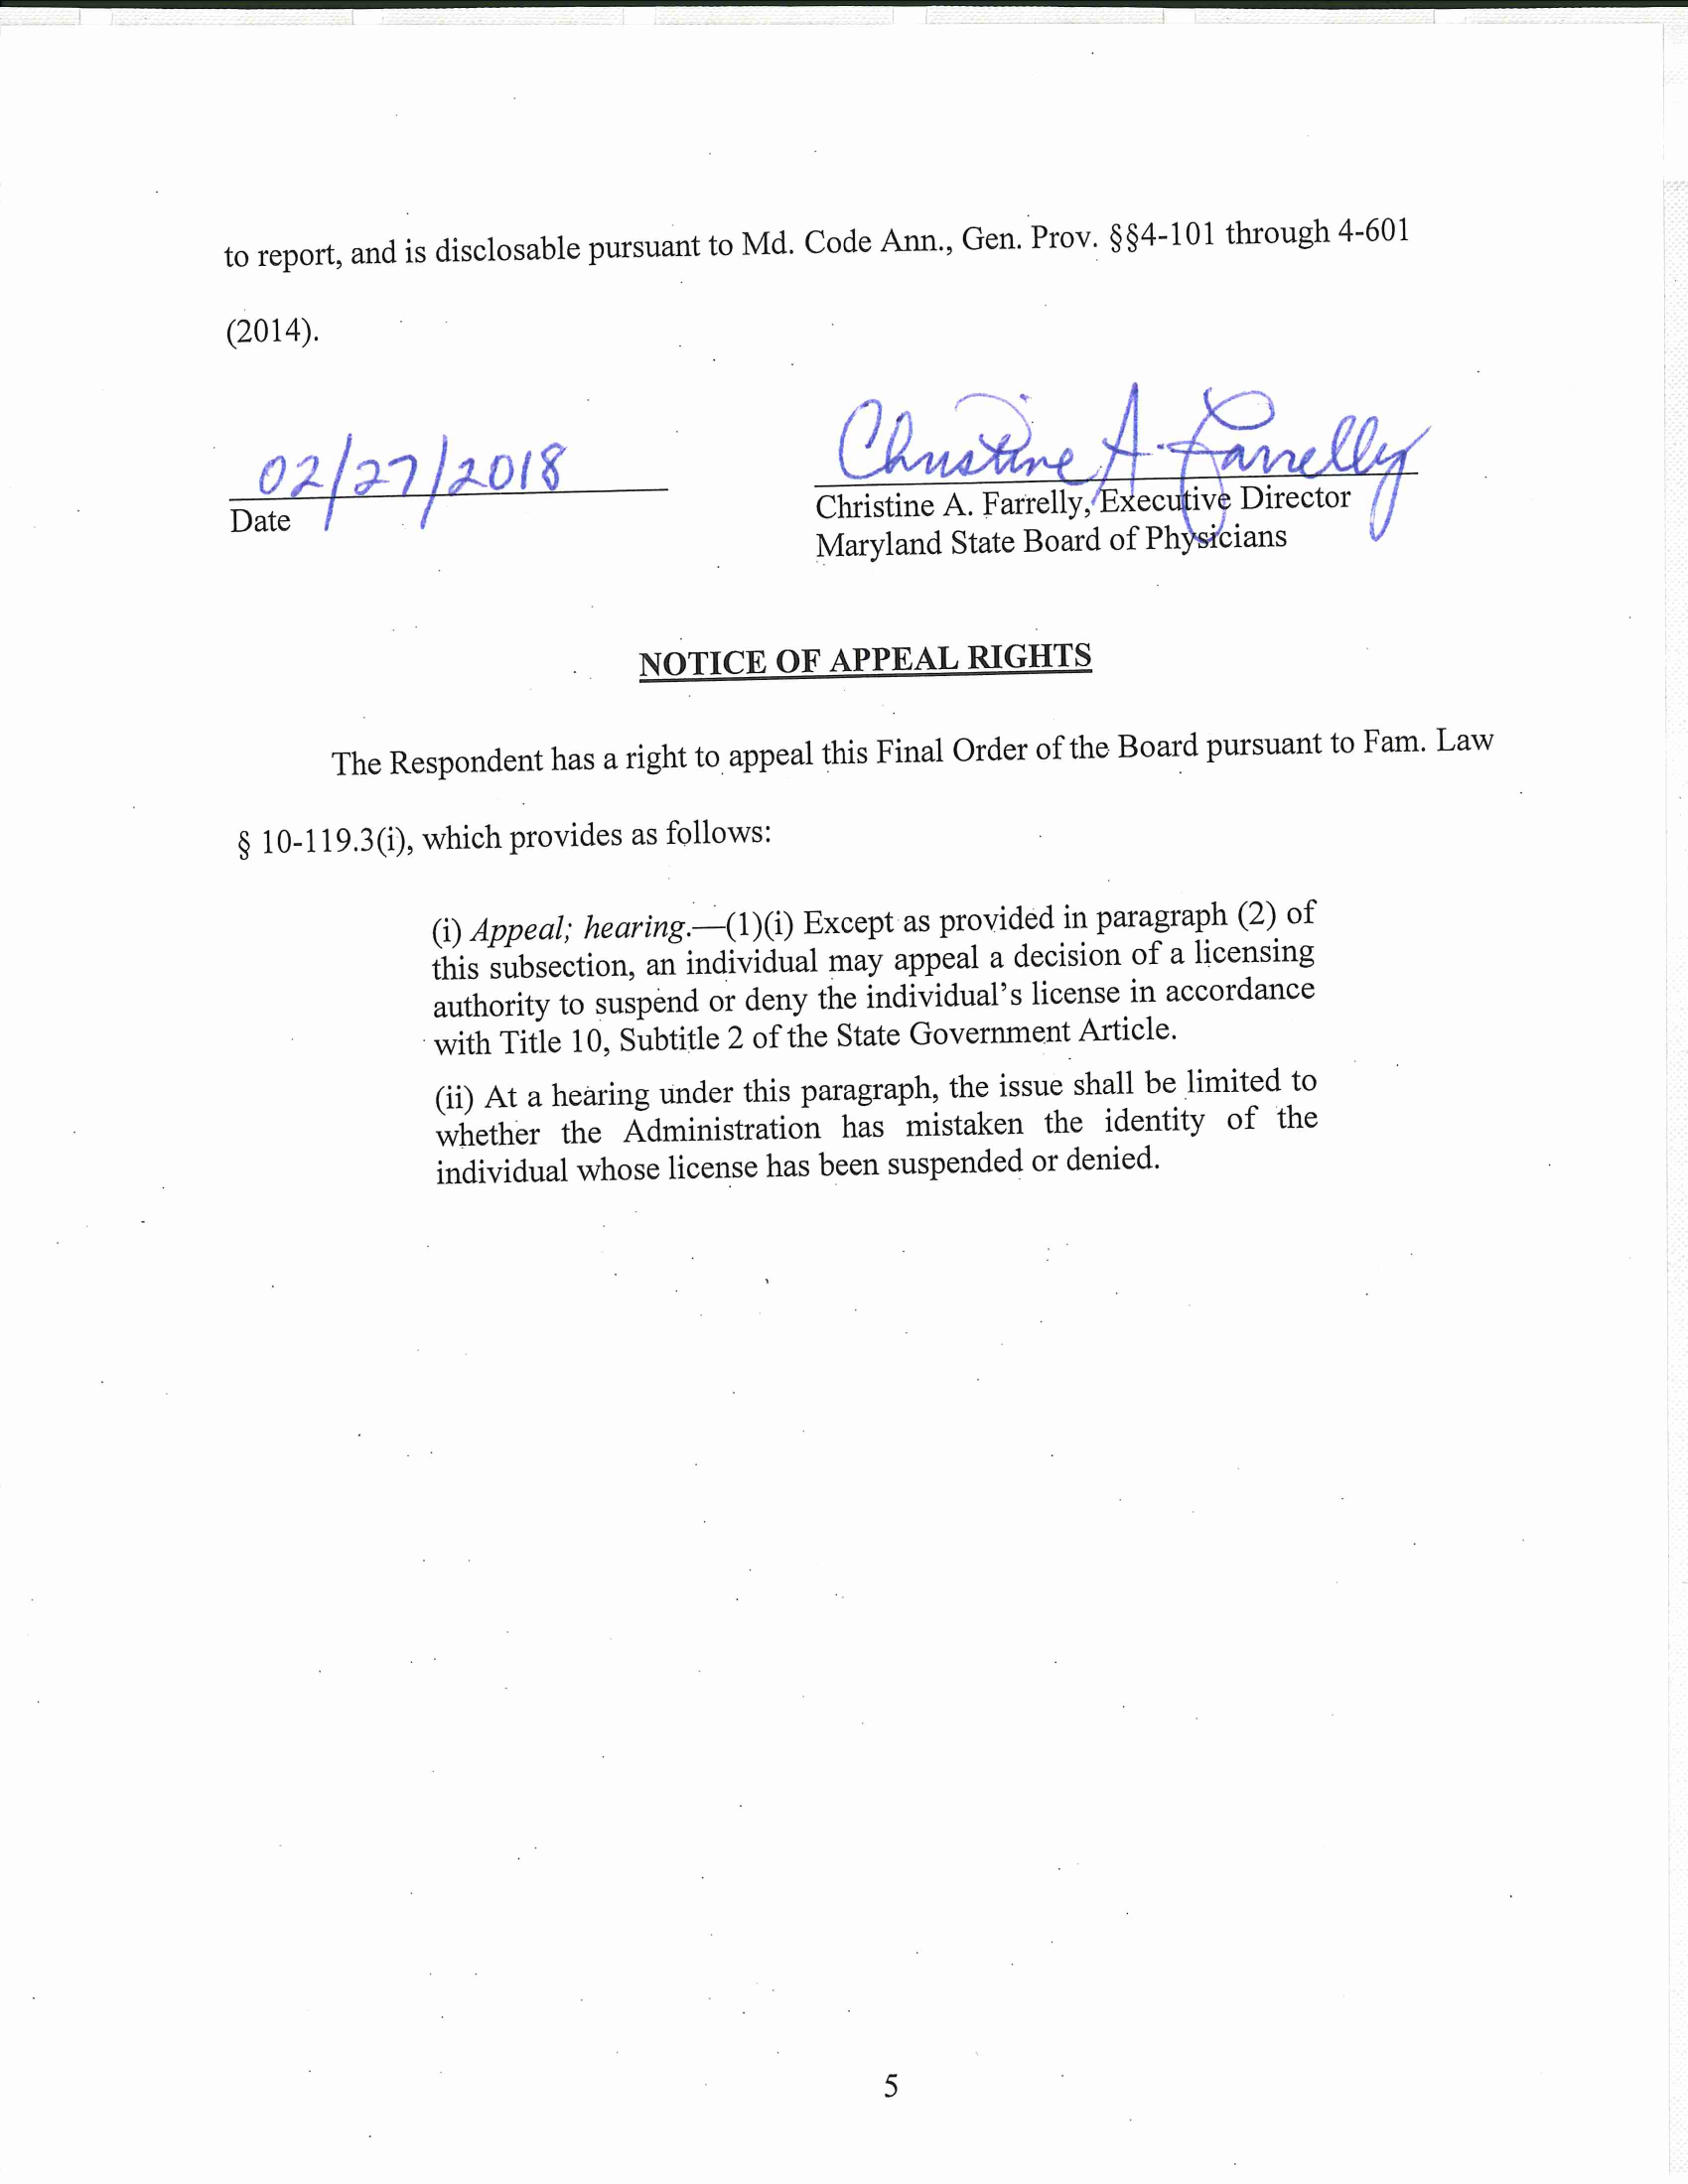 to report, and is disclosable pursuant to Md. Code Ann., Gen. Prov. §§4-101 through 4-601
(2014).
02/27/2018
Date
Christine A. Farrelly
Christine A. Farrelly, Executive Director
Maryland State Board of Physicians
NOTICE OF APPEAL RIGHTS
The Respondent has a right to appeal this Final Order of the Board pursuant to Fam. Law
§ 10-119.3(i), which provides as follows:
(i) Appeal; hearing.—(1)(i) Except as provided in paragraph (2) of
this subsection, an individual may appeal a decision of a licensing
authority to suspend or deny the individual's license in accordance
with Title 10, Subtitle 2 of the State Government Article.
(ii) At a hearing under this paragraph, the issue shall be limited to
whether the Administration has mistaken the identity of the
individual whose license has been suspended or denied.
5